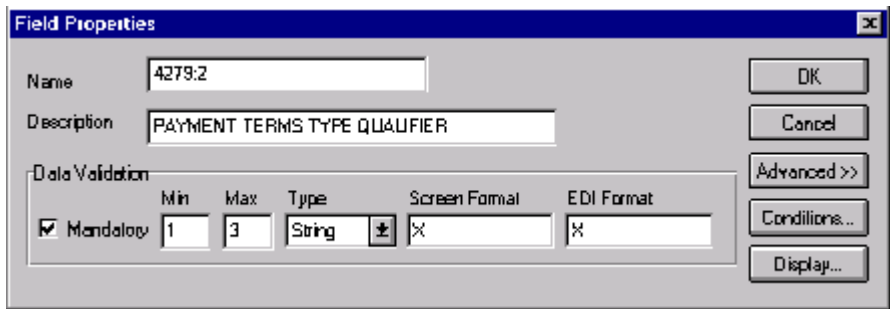 Field Properties
Name 4279:2 OK
Description PAYMENT TERMS TYPE QUALIFIER Cancel
Data Validation Advanced >>
Min Max Type Screen Format EDI Format
Mandatory 1 3 String X X Conditions...
Display...